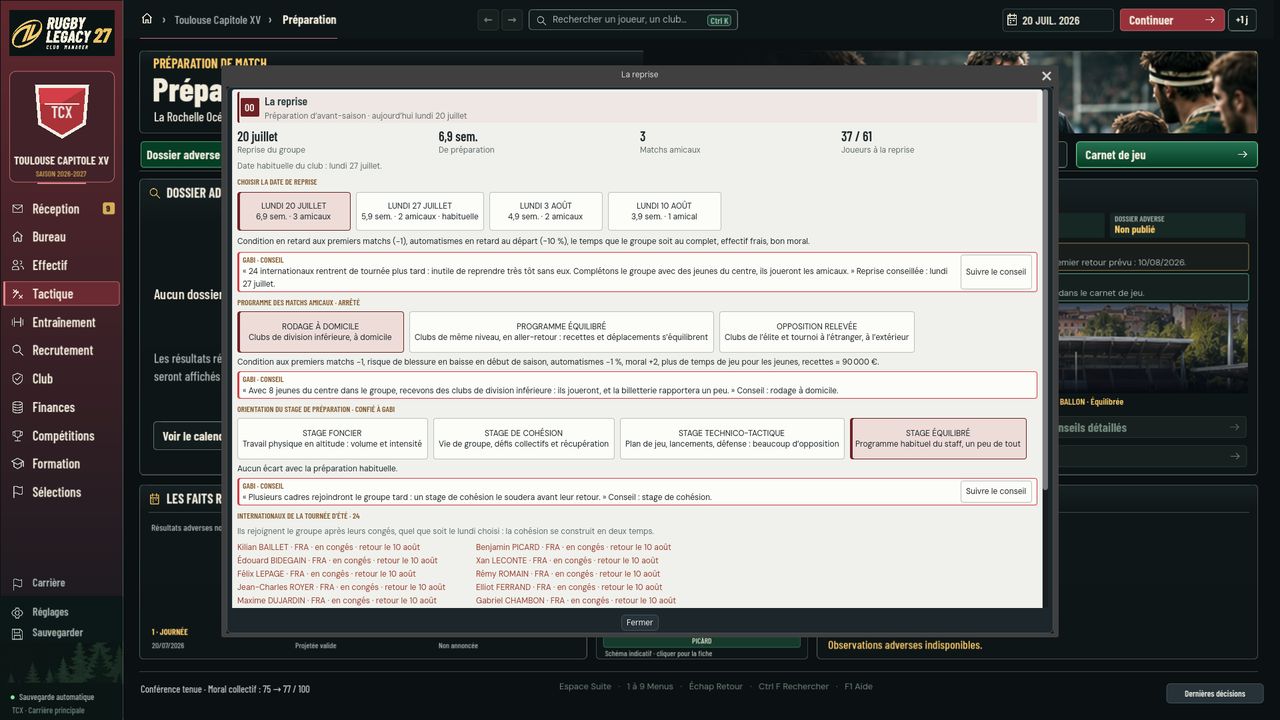 RUGBY
LEGACY 27
CLUB MANAGER
Toulouse Capitole XV
Préparation
Rechercher un joueur, un club...
Ctrl K
20 JUIL. 2026
Continuer
+1 j
TCX
TOULOUSE CAPITOLE XV
SAISON 2026-2027
Réception
9
Bureau
Effectif
Tactique
Entraînement
Recrutement
Club
Finances
Compétitions
Formation
Sélections
Carrière
Réglages
Sauvegarder
Sauvegarde automatique
TCX · Carrière principale
PRÉPARATION DE MATCH
Prépa
La Rochelle Océ
Dossier adverse
Carnet de jeu
DOSSIER AD
Aucun dossier
Les résultats ré
seront affichés
Voir le calen
LES FAITS R
Résultats adverses no
1 · JOURNÉE
20/07/2026
Projetée valide
Non annoncée
PICARD
Schéma indicatif · cliquer pour la fiche
DOSSIER ADVERSE
Non publié
emier retour prévu : 10/08/2026.
dans le carnet de jeu.
BALLON · Équilibrée
nseils détaillés
Observations adverses indisponibles.
La reprise
00
La reprise
Préparation d'avant-saison · aujourd'hui lundi 20 juillet
20 juillet
6,9 sem.
3
37 / 61
Reprise du groupe
De préparation
Matchs amicaux
Joueurs à la reprise
Date habituelle du club : lundi 27 juillet.
CHOISIR LA DATE DE REPRISE
LUNDI 20 JUILLET
6,9 sem. · 3 amicaux
LUNDI 27 JUILLET
5,9 sem. · 2 amicaux · habituelle
LUNDI 3 AOÛT
4,9 sem. · 2 amicaux
LUNDI 10 AOÛT
3,9 sem. · 1 amical
Condition en retard aux premiers matchs (−1), automatismes en retard au départ (−10 %), le temps que le groupe soit au complet, effectif frais, bon moral.
GABI · CONSEIL
« 24 internationaux rentrent de tournée plus tard : inutile de reprendre très tôt sans eux. Complétons le groupe avec des jeunes du centre, ils joueront les amicaux. » Reprise conseillée : lundi
27 juillet.
Suivre le conseil
PROGRAMME DES MATCHS AMICAUX · ARRÊTÉ
RODAGE À DOMICILE
Clubs de division inférieure, à domicile
PROGRAMME ÉQUILIBRÉ
Clubs de même niveau, en aller-retour : recettes et déplacements s'équilibrent
OPPOSITION RELEVÉE
Clubs de l'élite et tournoi à l'étranger, à l'extérieur
Condition aux premiers matchs −1, risque de blessure en baisse en début de saison, automatismes −1 %, moral +2, plus de temps de jeu pour les jeunes, recettes ≈ 90 000 €.
GABI · CONSEIL
« Avec 8 jeunes du centre dans le groupe, recevons des clubs de division inférieure : ils joueront, et la billetterie rapportera un peu. » Conseil : rodage à domicile.
ORIENTATION DU STAGE DE PRÉPARATION · CONFIÉ À GABI
STAGE FONCIER
Travail physique en altitude : volume et intensité
STAGE DE COHÉSION
Vie de groupe, défis collectifs et récupération
STAGE TECHNICO-TACTIQUE
Plan de jeu, lancements, défense : beaucoup d'opposition
STAGE ÉQUILIBRÉ
Programme habituel du staff, un peu de tout
Aucun écart avec la préparation habituelle.
GABI · CONSEIL
« Plusieurs cadres rejoindront le groupe tard : un stage de cohésion le soudera avant leur retour. » Conseil : stage de cohésion.
Suivre le conseil
INTERNATIONAUX DE LA TOURNÉE D'ÉTÉ · 24
Ils rejoignent le groupe après leurs congés, quel que soit le lundi choisi : la cohésion se construit en deux temps.
Kilian BAILLET · FRA · en congés · retour le 10 août
Benjamin PICARD · FRA · en congés · retour le 10 août
Édouard BIDEGAIN · FRA · en congés · retour le 10 août
Xan LECONTE · FRA · en congés · retour le 10 août
Félix LEPAGE · FRA · en congés · retour le 10 août
Rémy ROMAIN · FRA · en congés · retour le 10 août
Jean-Charles ROYER · FRA · en congés · retour le 10 août
Elliot FERRAND · FRA · en congés · retour le 10 août
Maxime DUJARDIN · FRA · en congés · retour le 10 août
Gabriel CHAMBON · FRA · en congés · retour le 10 août
Fermer
Conférence tenue · Moral collectif : 75 → 77 / 100
Espace Suite · 1 à 9 Menus · Échap Retour · Ctrl F Rechercher · F1 Aide
Dernières décisions